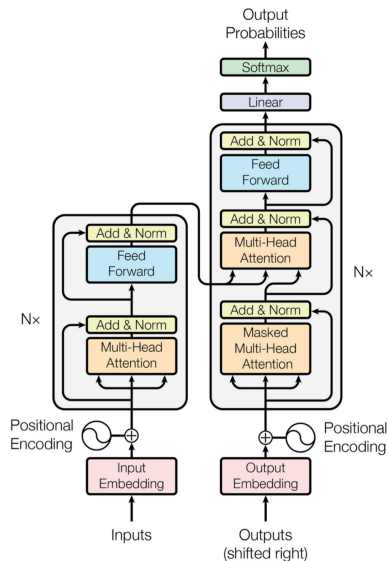 Output
Probabilities
Softmax
Linear
Add & Norm
Feed
Forward
Add & Norm
Multi-Head
Attention
Add & Norm
Masked
Multi-Head
Attention
Nx
Add & Norm
Feed
Forward
Add & Norm
Multi-Head
Attention
Nx
Positional
Encoding
Positional
Encoding
Input
Embedding
Output
Embedding
Inputs
Outputs
(shifted right)